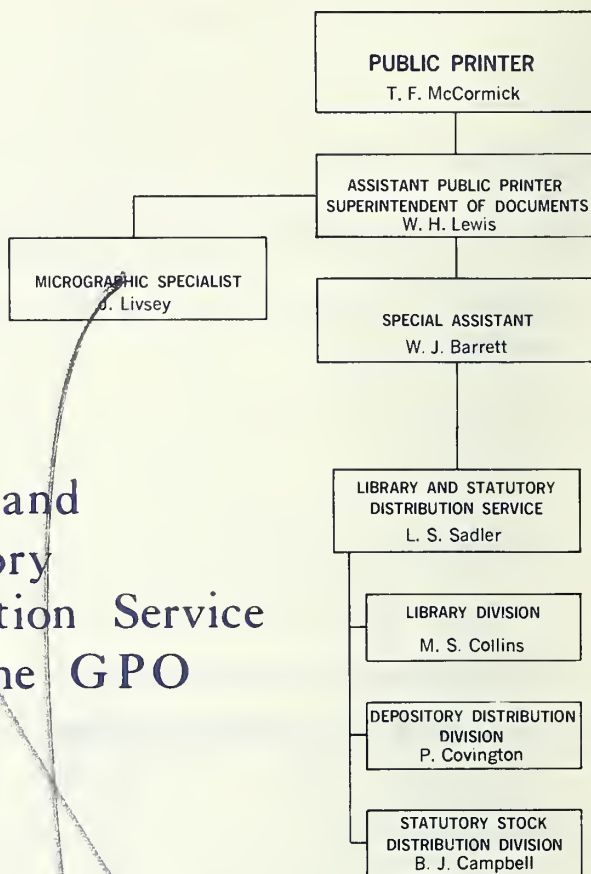 PUBLIC PRINTER
T. F. McCormick
ASSISTANT PUBLIC PRINTER
SUPERINTENDENT OF DOCUMENTS
W. H. Lewis
MICROGRAPHIC SPECIALIST
J. Livsey
SPECIAL ASSISTANT
W. J. Barrett
and
ory
tion Service
he GPO
LIBRARY AND STATUTORY
DISTRIBUTION SERVICE
L. S. Sadler
LIBRARY DIVISION
M. S. Collins
DEPOSITORY DISTRIBUTION
DIVISION
P. Covington
STATUTORY STOCK
DISTRIBUTION DIVISION
B. J. Campbell